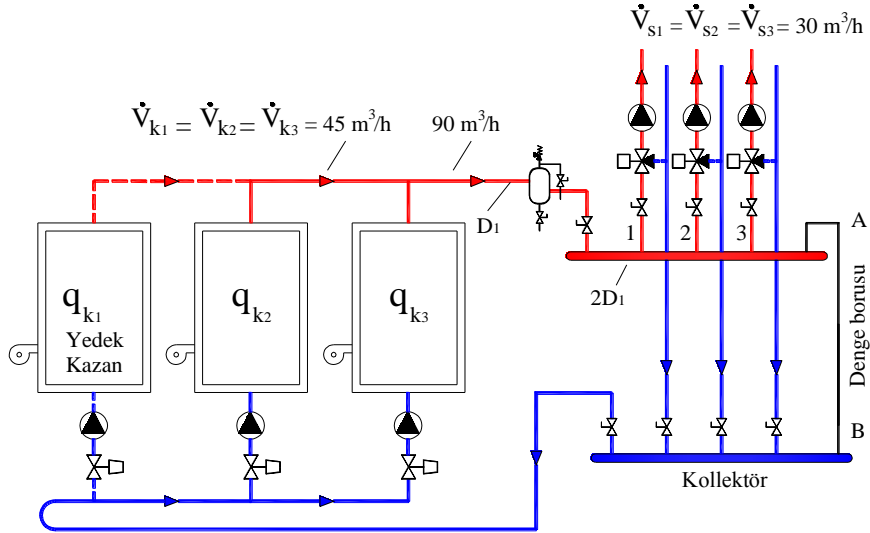 V̇s1 = V̇s2 = V̇s3 = 30 m³/h
V̇k1 = V̇k2 = V̇k3 = 45 m³/h
90 m³/h
D1
1
2
3
A
2D1
qk1
Yedek
Kazan
qk2
qk3
Denge borusu
B
Kollektör